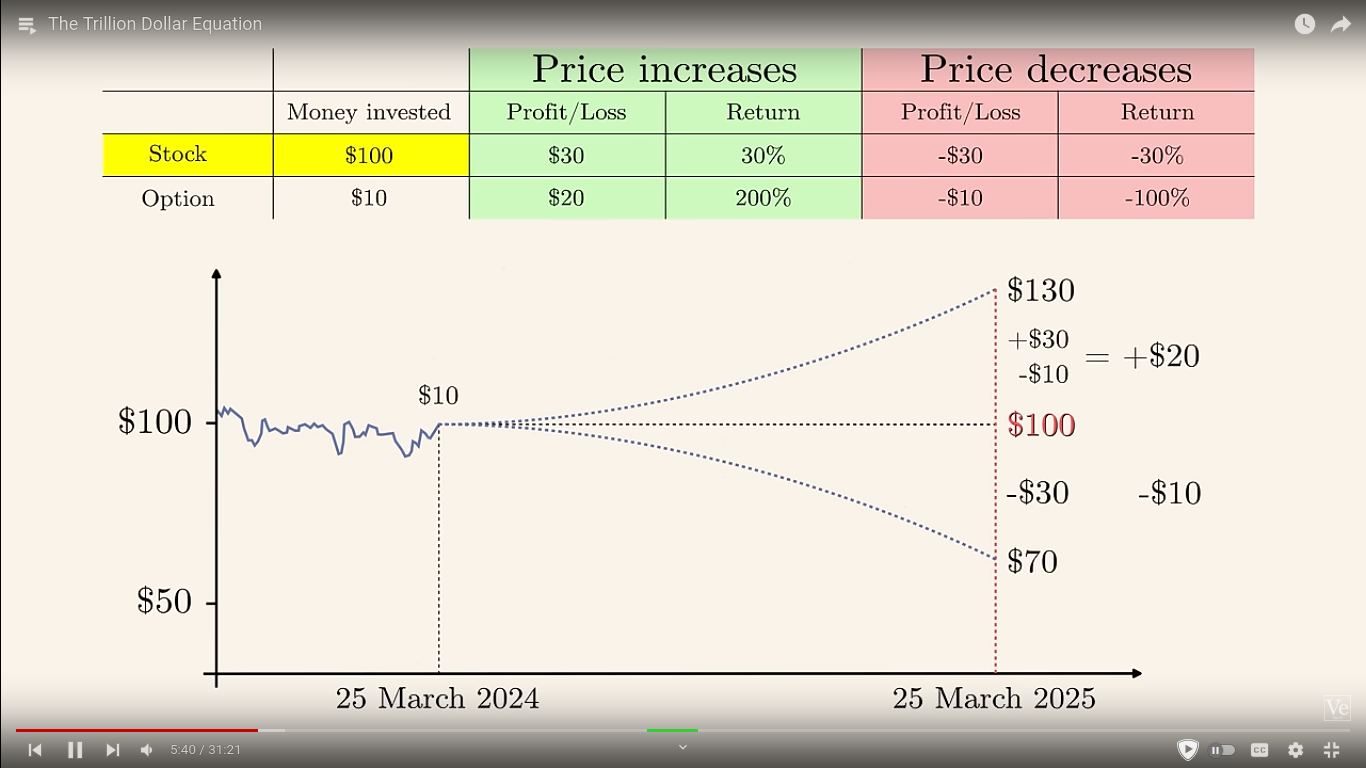 The Trillion Dollar Equation
Price increases Price decreases
Money invested Profit/Loss Return Profit/Loss Return
Stock $100 $30 30% -$30 -30%
Option $10 $20 200% -$10 -100%
$130
+$30
-$10 = +$20
$10
$100 $100
-$30 -$10
$70
$50
25 March 2024 25 March 2025
Ve
5:40 / 31:21 CC